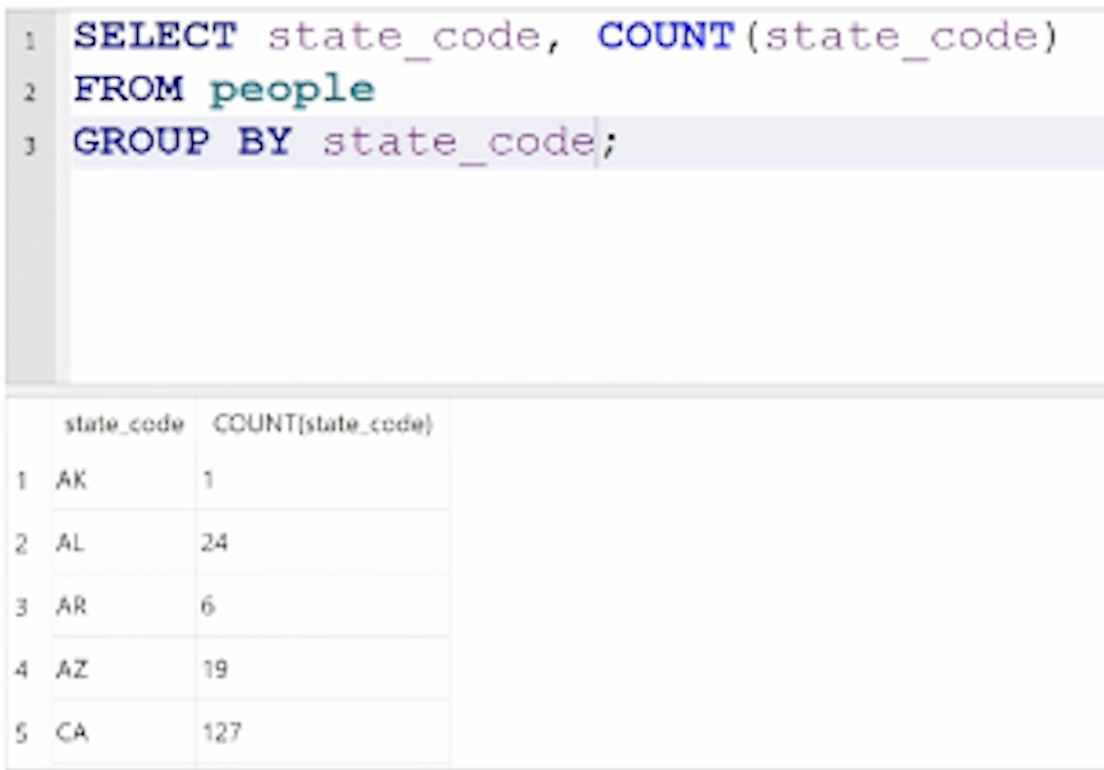 1 SELECT state_code, COUNT(state_code)
2 FROM people
3 GROUP BY state_code;
state_code COUNT(state_code)
1 AK 1
2 AL 24
3 AR 6
4 AZ 19
5 CA 127